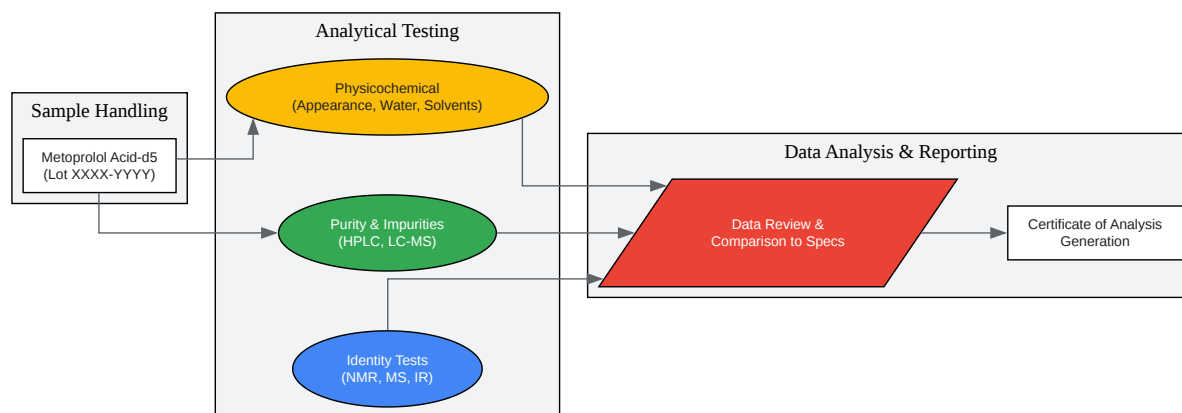 Sample Handling
Metoprolol Acid-d5
(Lot XXXX-YYYY)
Analytical Testing
Physicochemical
(Appearance, Water, Solvents)
Purity & Impurities
(HPLC, LC-MS)
Identity Tests
(NMR, MS, IR)
Data Analysis & Reporting
Data Review &
Comparison to Specs
Certificate of Analysis
Generation